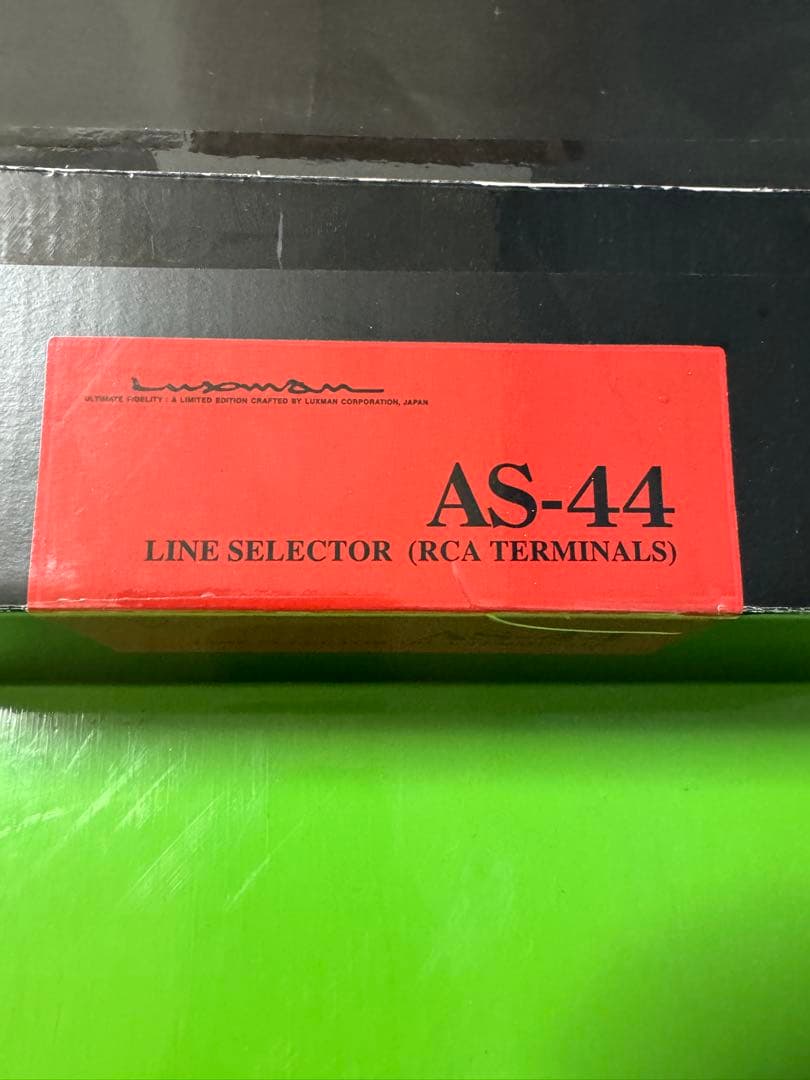 Luxman
ULTIMATE FIDELITY : A LIMITED EDITION CRAFTED BY LUXMAN CORPORATION, JAPAN
AS-44
LINE SELECTOR (RCA TERMINALS)